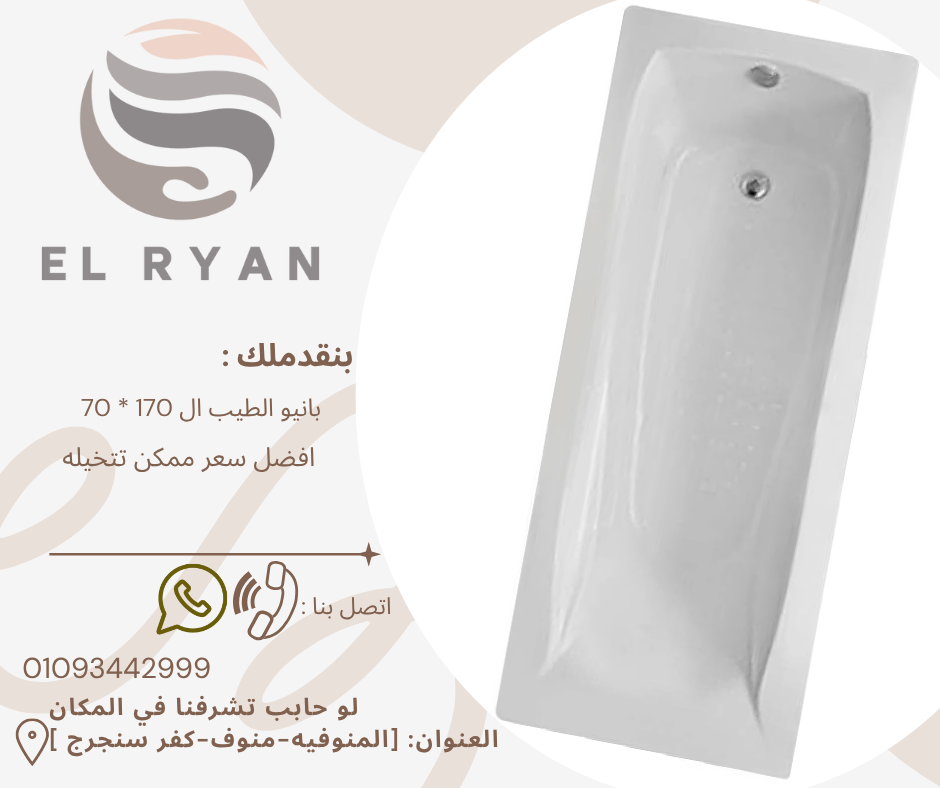 EL RYAN
بنقدملك :
بانيو الطيب ال 170 * 70
افضل سعر ممكن تتخيله
اتصل بنا :
01093442999
لو حابب تشرفنا في المكان
العنوان: [المنوفيه-منوف-كفر سنجرج ]